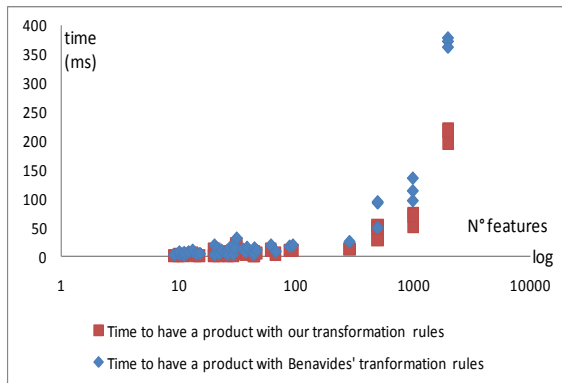 400
350
300
250
200
150
100
50
0
time
(ms)
N° features
log
1
10
100
1000
10000
Time to have a product with our transformation rules
Time to have a product with Benavides' tranformation rules